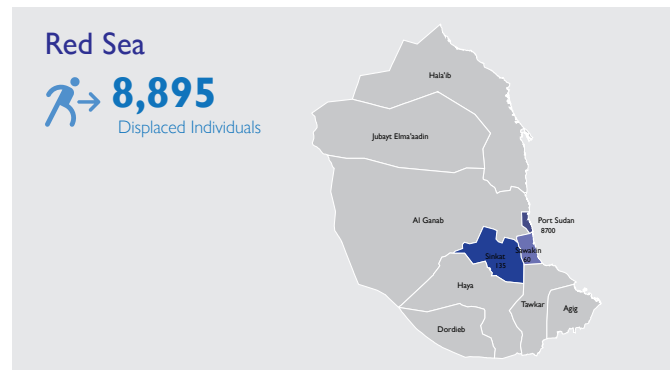 Red Sea
8,895
Displaced Individuals
Hala'ib
Jubayt Elma'aadin
Al Ganab
Port Sudan
8700
Sinkat
135
Sawakin
60
Haya
Tawkar
Agig
Dordieb